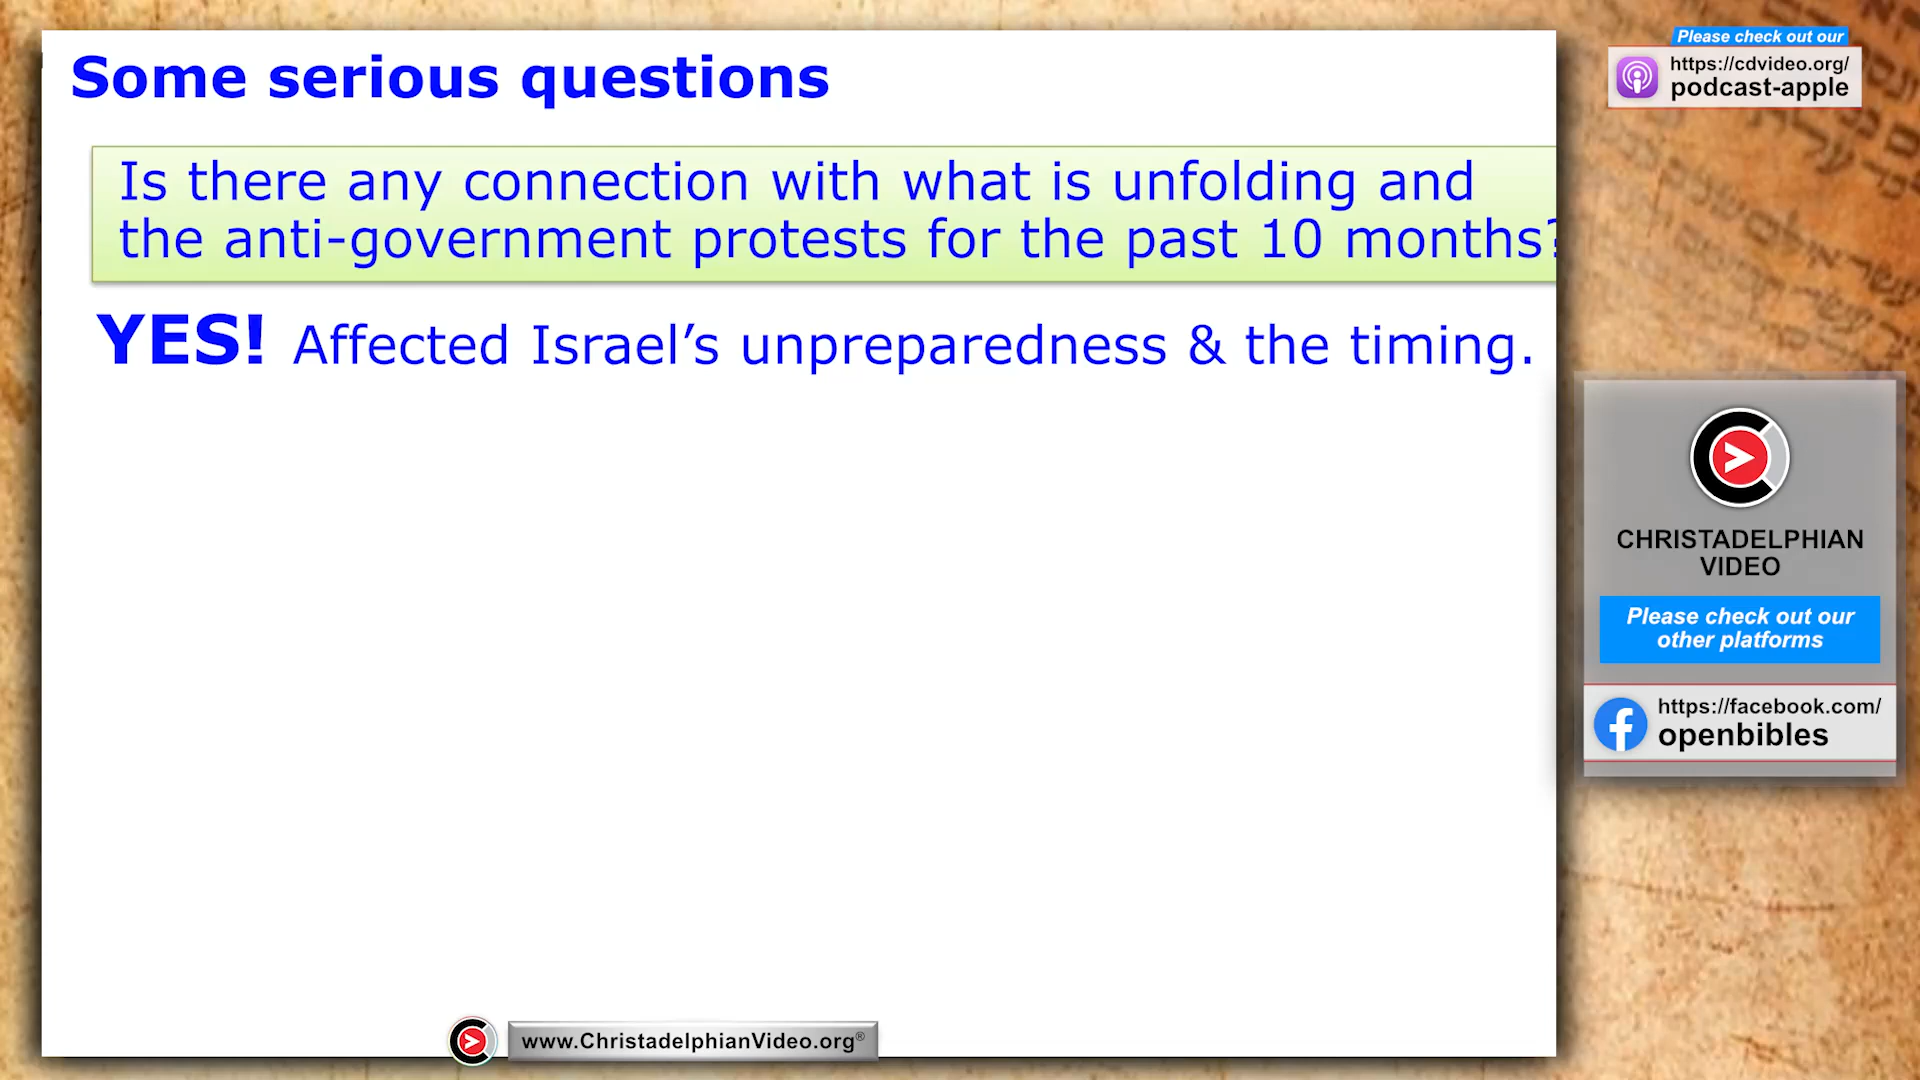 Some serious questions
Is there any connection with what is unfolding and
the anti-government protests for the past 10 months?
YES! Affected Israel’s unpreparedness & the timing.
www.ChristadelphianVideo.org®
Please check out our
https://cdvideo.org/
podcast-apple
CHRISTADELPHIAN
VIDEO
Please check out our
other platforms
https://facebook.com/
openbibles